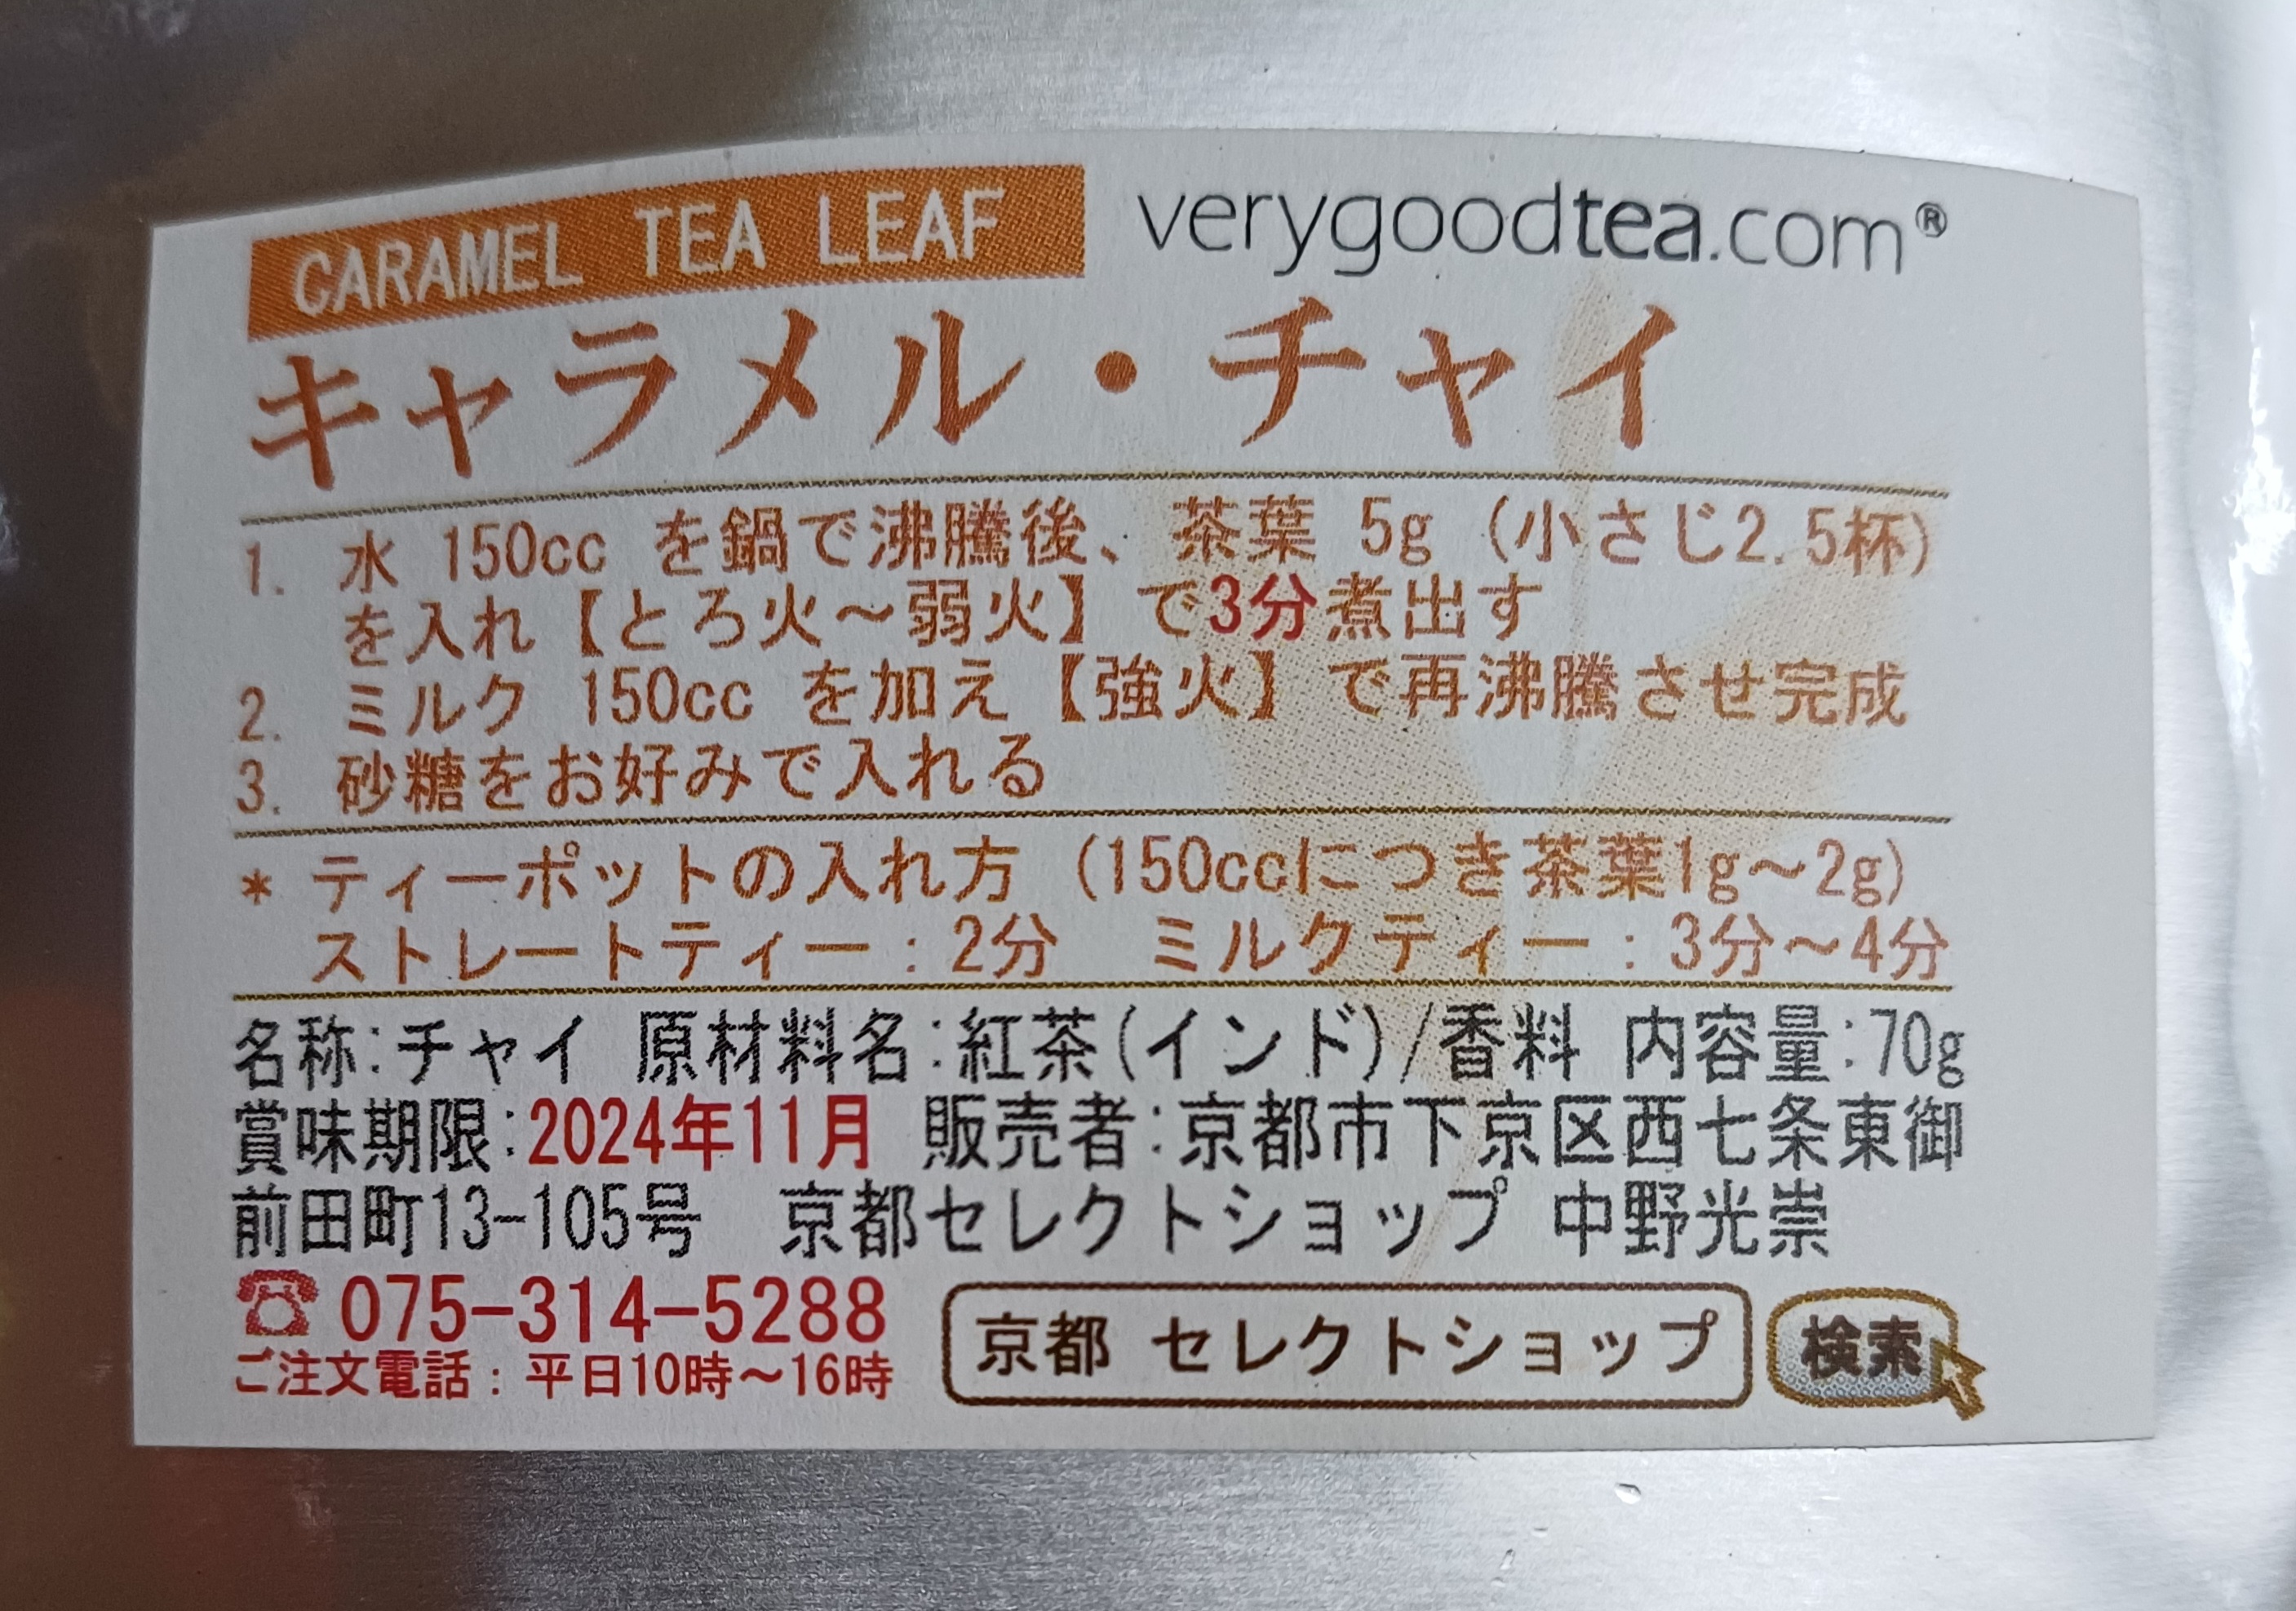 CARAMEL TEA LEAF verygoodtea.com®
キャラメル・チャイ
1. 水 150cc を鍋で沸騰後、茶葉 5g (小さじ2.5杯)
を入れ【とろ火～弱火】で3分煮出す
2. ミルク 150cc を加え【強火】で再沸騰させ完成
3. 砂糖をお好みで入れる
* ティーポットの入れ方 (150ccにつき茶葉1g～2g)
ストレートティー:2分 ミルクティー:3分～4分
名称:チャイ 原材料名:紅茶(インド)/香料 内容量:70g
賞味期限:2024年11月 販売者:京都市下京区西七条東御
前田町13-105号 京都セレクトショップ 中野光崇
☎075-314-5288
ご注文電話:平日10時～16時
京都 セレクトショップ 検索